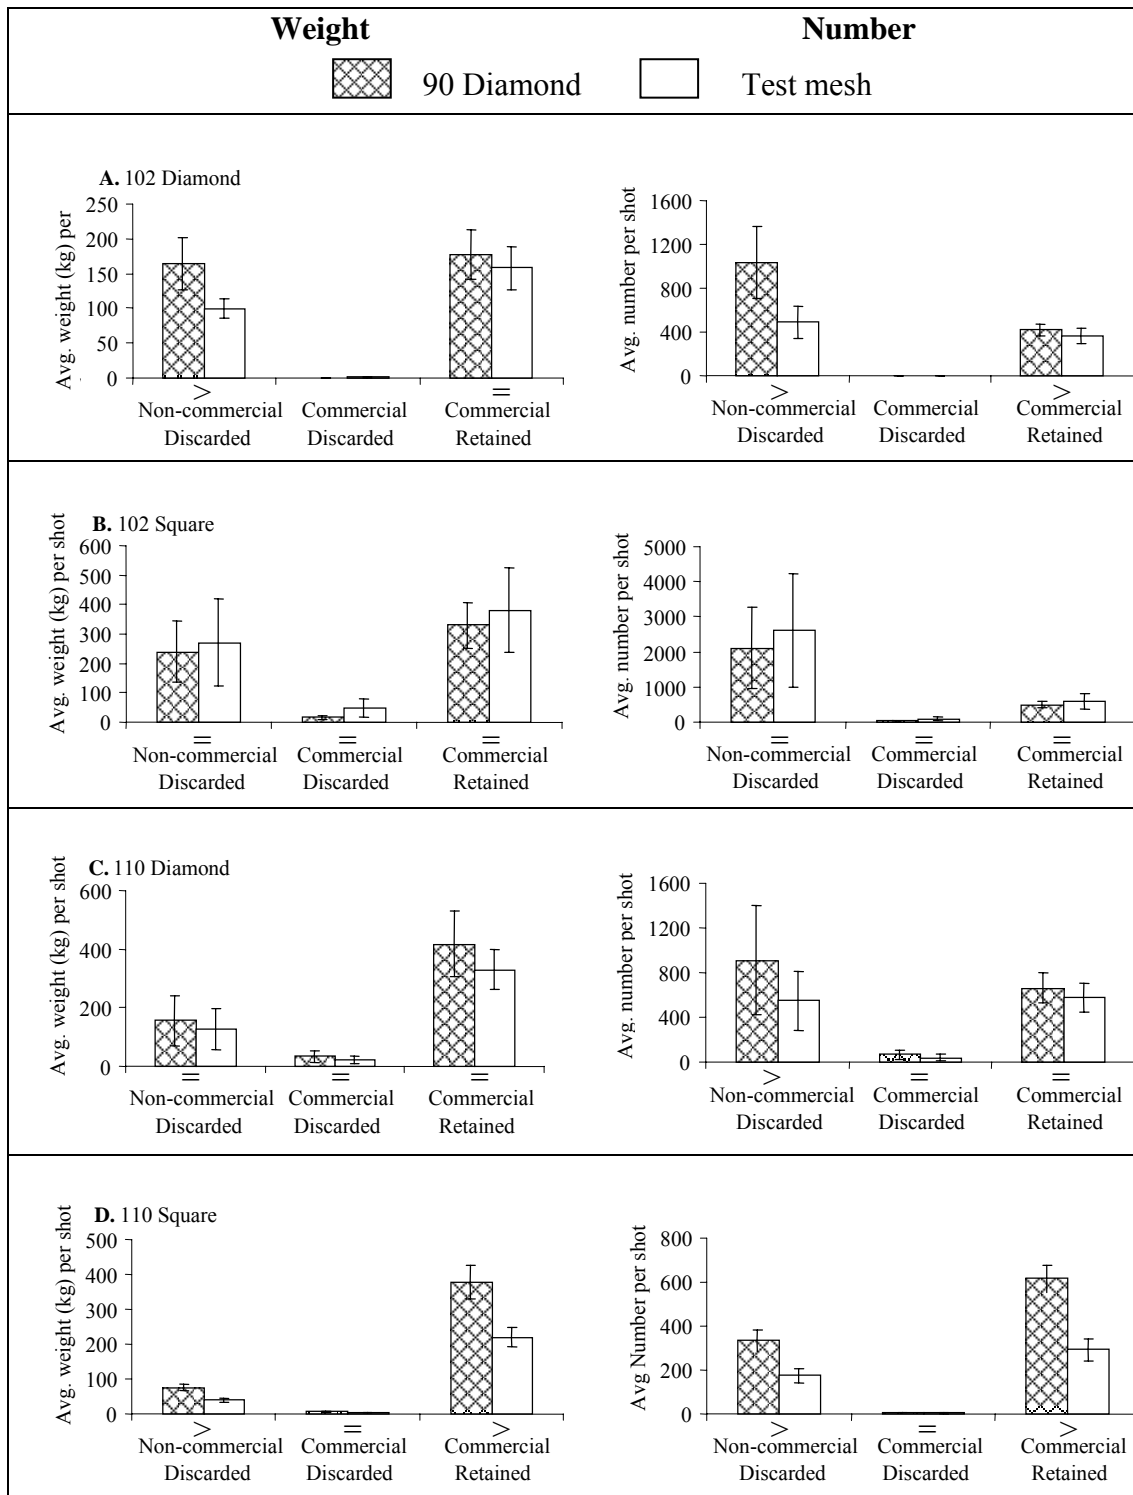 Weight Number
90 Diamond Test mesh
A. 102 Diamond
Avg. weight (kg) per
250
200
150
100
50
0
> =
Non-commercial Commercial Commercial
Discarded Discarded Retained
Avg. number per shot
1600
1200
800
400
0
> >
Non-commercial Commercial Commercial
Discarded Discarded Retained
B. 102 Square
Avg. weight (kg) per shot
600
500
400
300
200
100
0
= = =
Non-commercial Commercial Commercial
Discarded Discarded Retained
Avg. number per shot
5000
4000
3000
2000
1000
0
= = =
Non-commercial Commercial Commercial
Discarded Discarded Retained
C. 110 Diamond
Avg. weight (kg) per shot
600
400
200
0
= = =
Non-commercial Commercial Commercial
Discarded Discarded Retained
Avg. number per shot
1600
1200
800
400
0
> = =
Non-commercial Commercial Commercial
Discarded Discarded Retained
D. 110 Square
Avg. weight (kg) per shot
500
400
300
200
100
0
> = >
Non-commercial Commercial Commercial
Discarded Discarded Retained
Avg Number per shot
800
600
400
200
0
> = >
Non-commercial Commercial Commercial
Discarded Discarded Retained